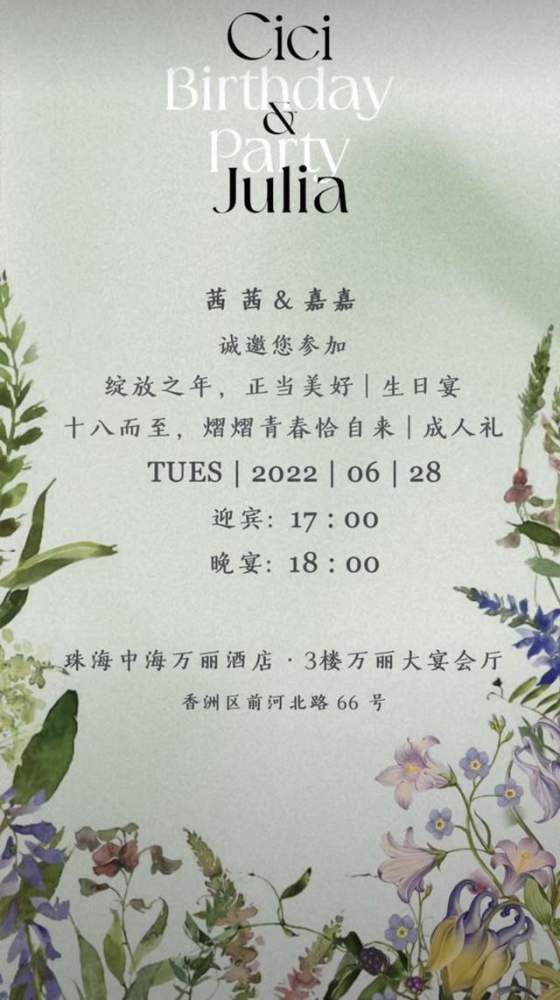 Cici
Birthday
&
Party
Julia
茜茜 & 嘉嘉
诚邀您参加
绽放之年，正当美好 | 生日宴
十八而至，熠熠青春恰自来 | 成人礼
TUES | 2022 | 06 | 28
迎宾: 17 : 00
晚宴: 18 : 00
珠海中海万丽酒店 · 3楼万丽大宴会厅
香洲区前河北路 66 号